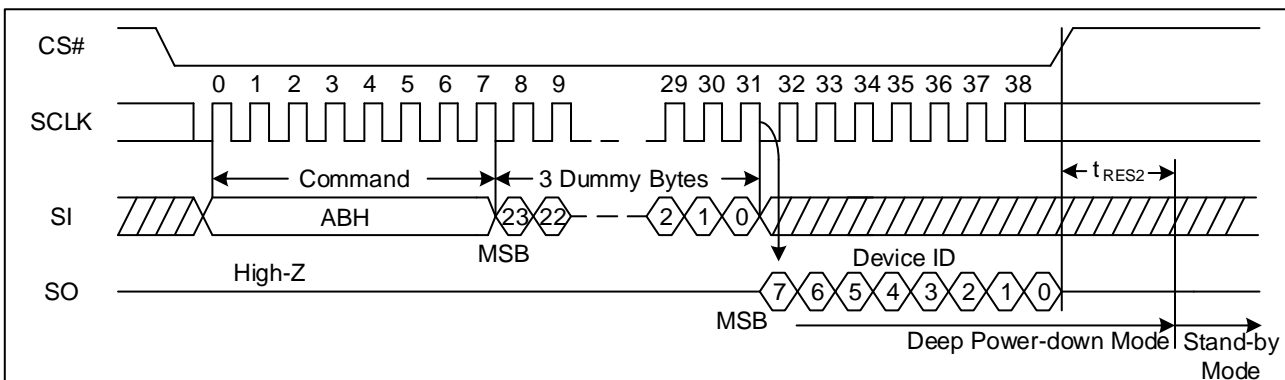 CS#
0 1 2 3 4 5 6 7 8 9 29 30 31 32 33 34 35 36 37 38
SCLK
Command 3 Dummy Bytes tRES2
SI ABH 23 22 2 1 0
MSB
High-Z Device ID
SO 7 6 5 4 3 2 1 0
MSB
Deep Power-down Mode Stand-by
Mode